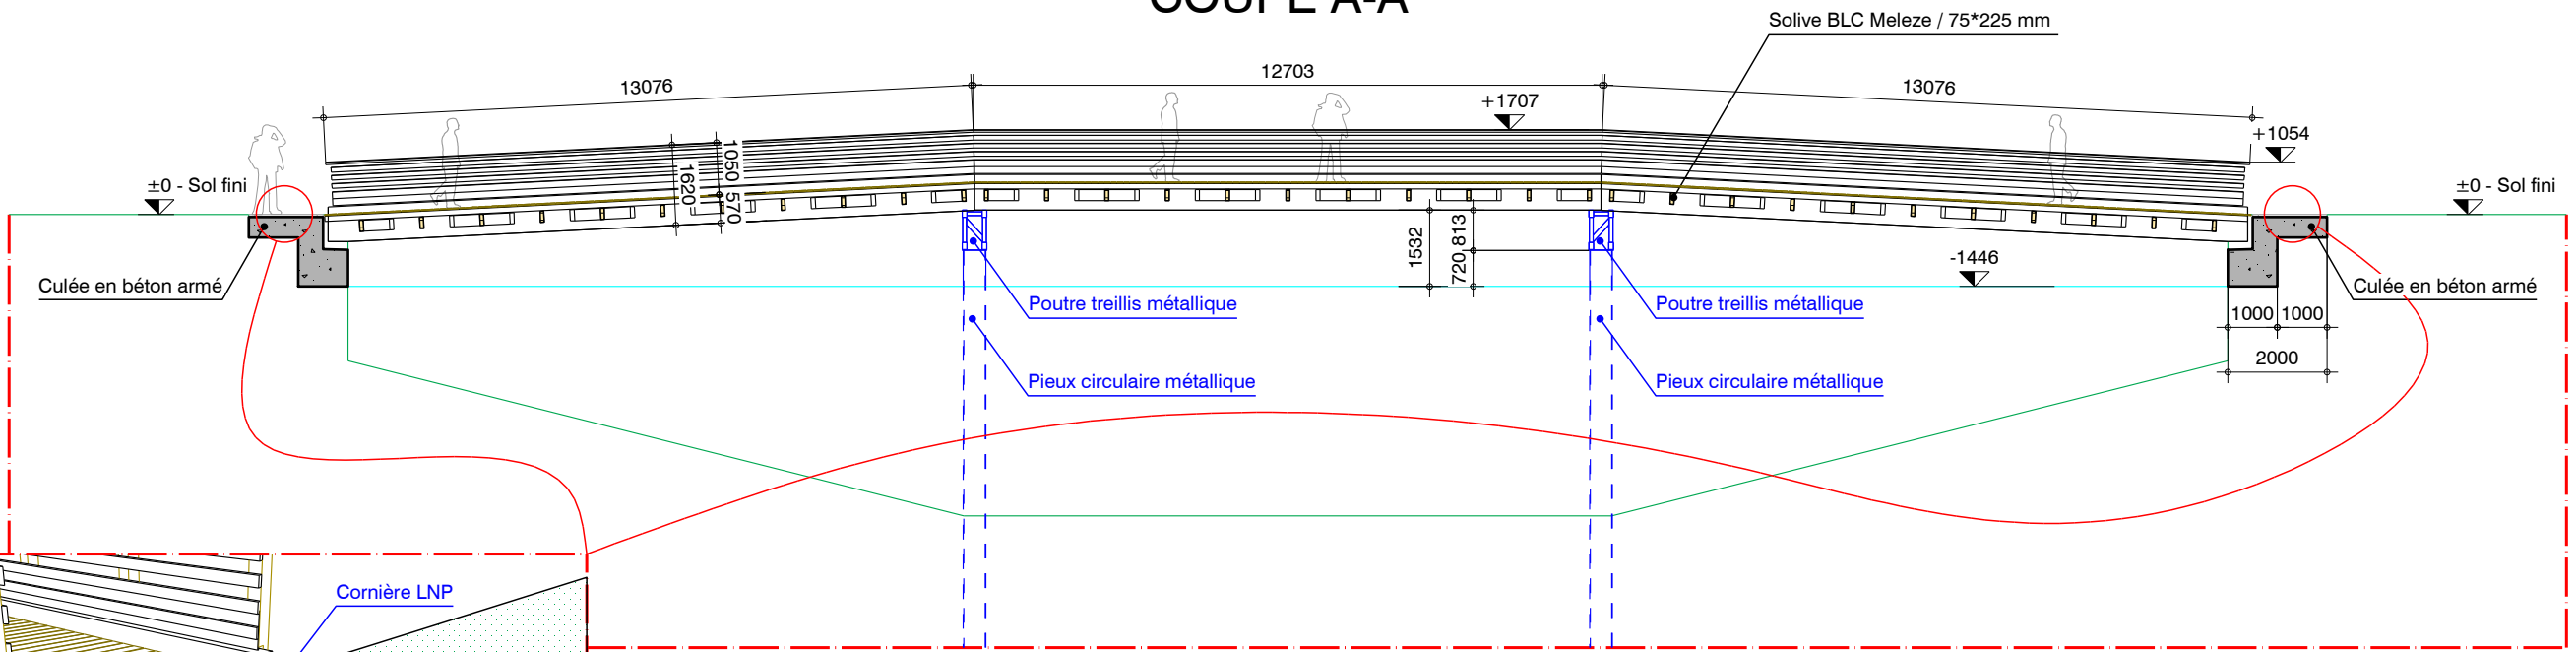 COUPE A-A
Solive BLC Meleze / 75*225 mm
13076
12703
13076
+1707
+1054
±0 - Sol fini
1050
1620
570
±0 - Sol fini
813
1532
720
-1446
Culée en béton armé
Culée en béton armé
Poutre treillis métallique
Poutre treillis métallique
1000
1000
2000
Pieux circulaire métallique
Pieux circulaire métallique
Cornière LNP